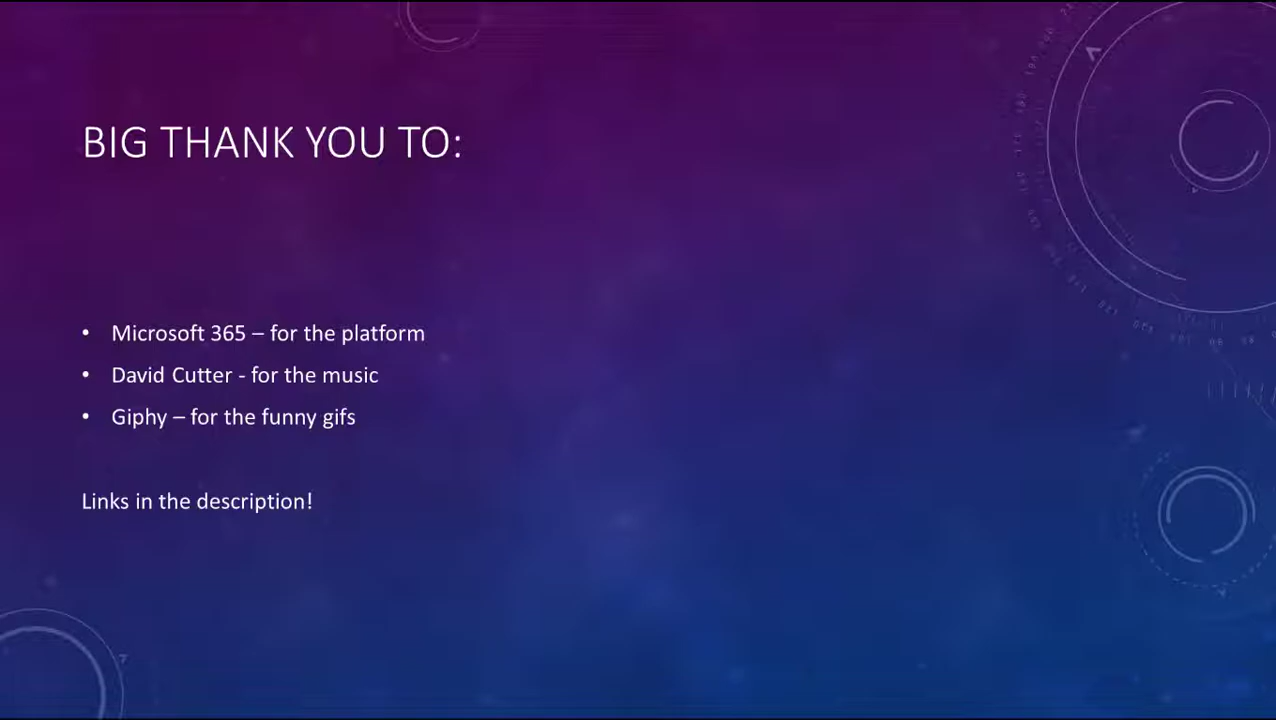 BIG THANK YOU TO:
• Microsoft 365 – for the platform
• David Cutter - for the music
• Giphy – for the funny gifs
Links in the description!